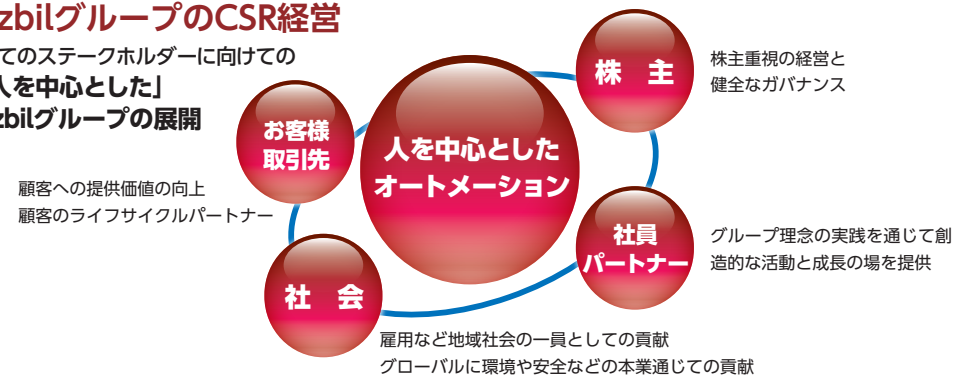 zbilグループのCSR経営
てのステークホルダーに向けての
人を中心とした」
zbilグループの展開
株 主
株主重視の経営と
健全なガバナンス
お客様
取引先
人を中心とした
オートメーション
顧客への提供価値の向上
顧客のライフサイクルパートナー
社員
パートナー
グループ理念の実践を通じて創
造的な活動と成長の場を提供
社 会
雇用など地域社会の一員としての貢献
グローバルに環境や安全などの本業通じての貢献